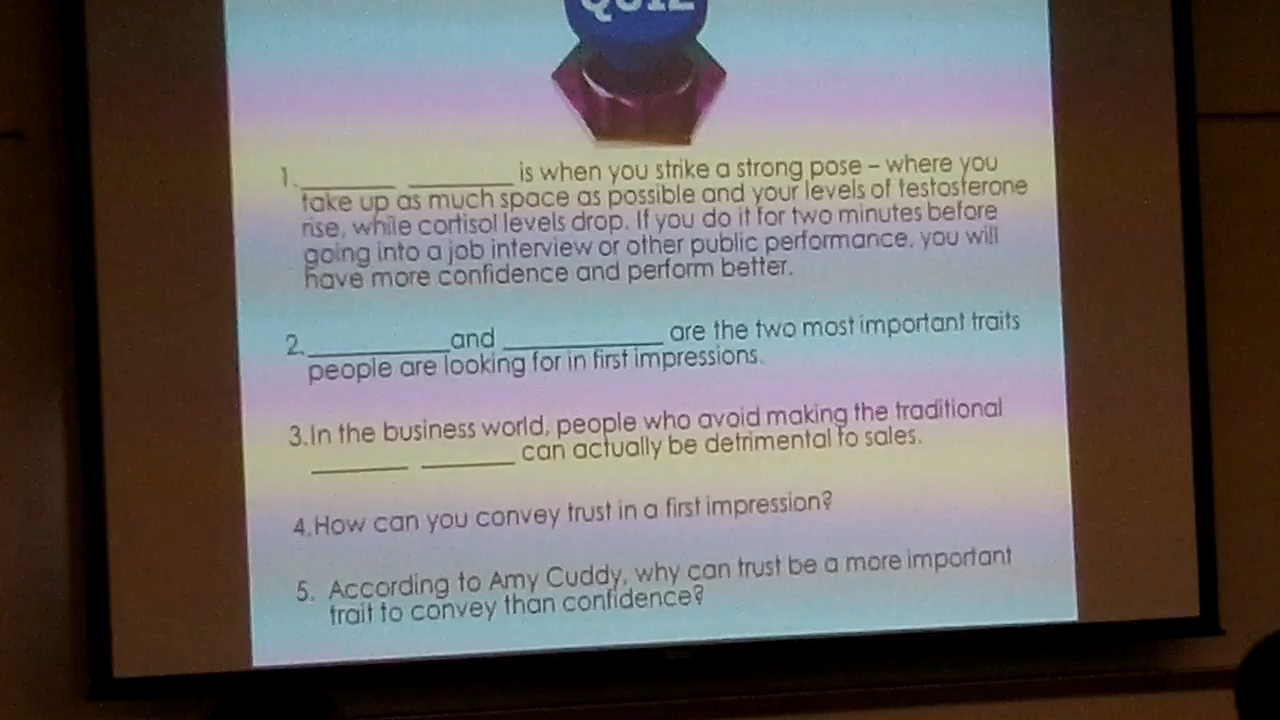 QUIZ
1. ________ ________ is when you strike a strong pose – where you
take up as much space as possible and your levels of testosterone
rise, while cortisol levels drop. If you do it for two minutes before
going into a job interview or other public performance, you will
have more confidence and perform better.
2. ____________and ____________ are the two most important traits
people are looking for in first impressions.
3.In the business world, people who avoid making the traditional
________ ________ can actually be detrimental to sales.
4.How can you convey trust in a first impression?
5. According to Amy Cuddy, why can trust be a more important
trait to convey than confidence?